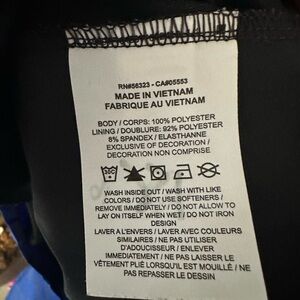 RN#56323 - CA#05553
MADE IN VIETNAM
FABRIQUE AU VIETNAM
BODY / CORPS: 100% POLYESTER
LINING / DOUBLURE: 92% POLYESTER
8% SPANDEX / ELASTHANNE
EXCLUSIVE OF DECORATION /
DECORATION NON COMPRISE
WASH INSIDE OUT / WASH WITH LIKE
COLORS / DO NOT USE SOFTENERS /
REMOVE IMMEDIATELY / DO NOT ALLOW TO
LAY ON ITSELF WHEN WET / DO NOT IRON
DESIGN
LAVER A L'ENVERS / LAVER AVEC COULEURS
SIMILAIRES / NE PAS UTILISER
D'ADOUCISSEUR / ENLEVER
IMMEDIATEMENT / NE PAS LAISSER LE
VÊTEMENT PLIÉ LORSQU'IL EST MOUILLÉ / NE
PAS REPASSER LE DESSIN